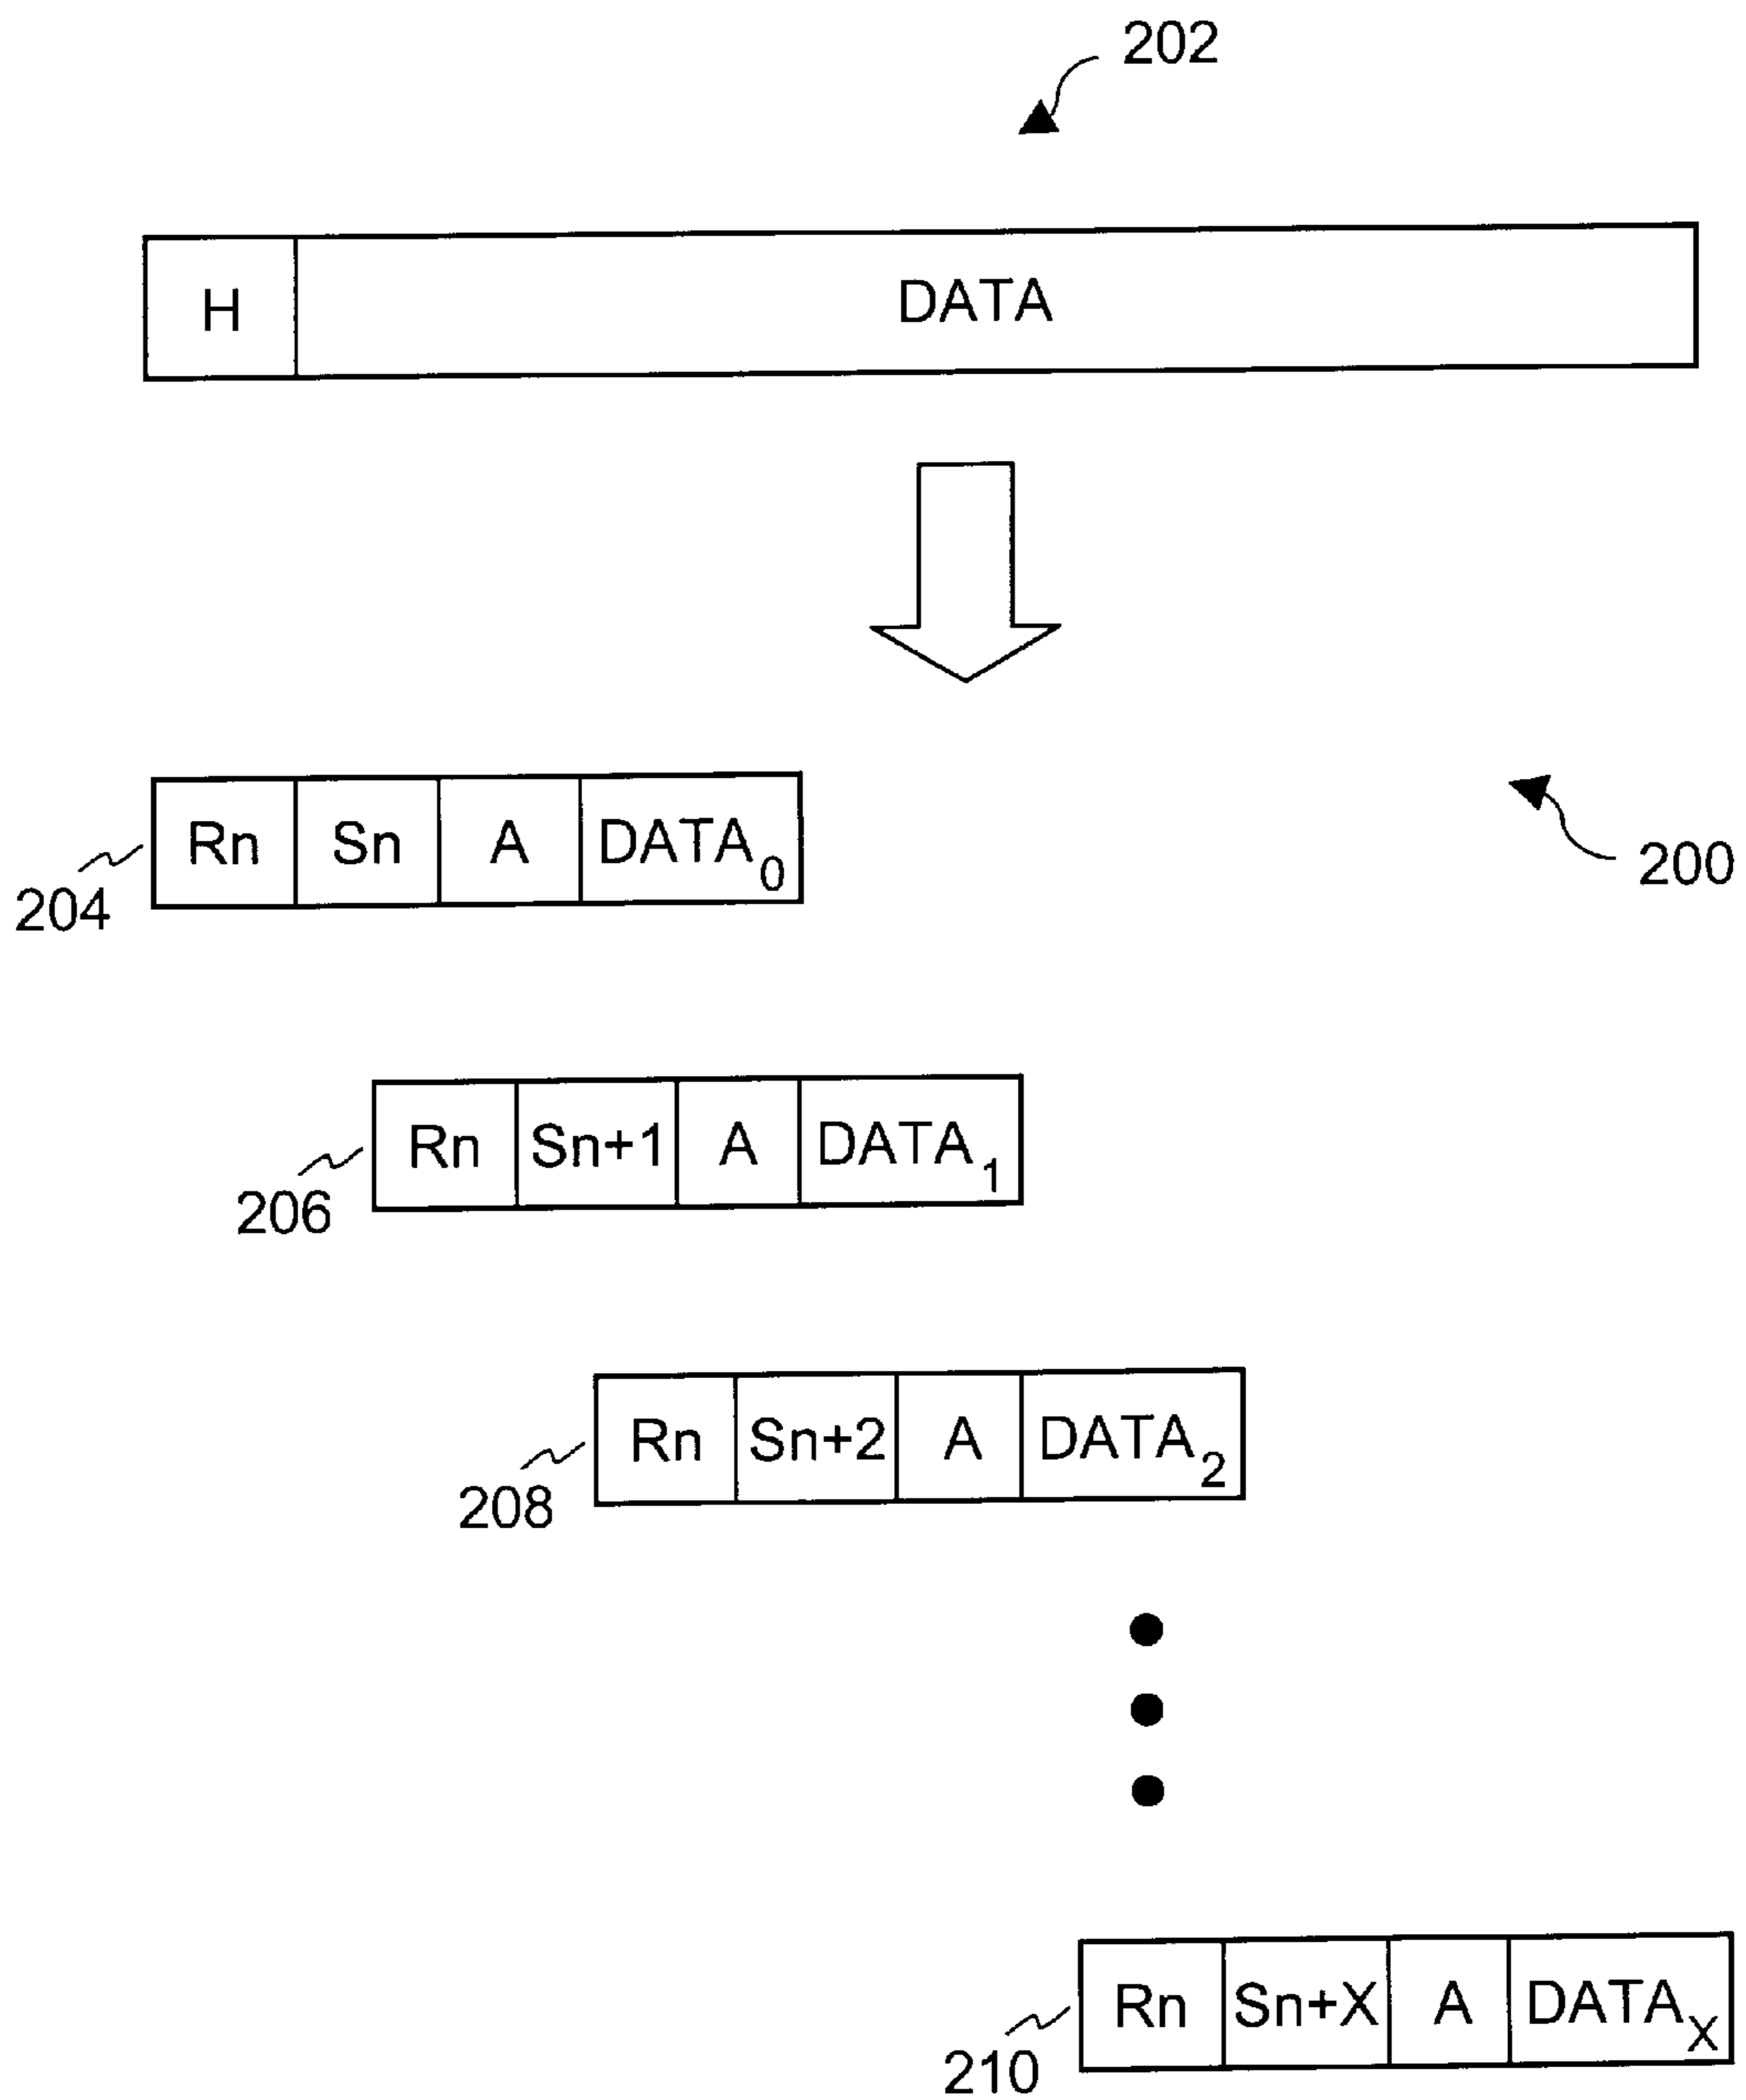 202
H DATA
Rn Sn A DATA0
204
200
Rn Sn+1 A DATA1
206
Rn Sn+2 A DATA2
208
Rn Sn+X A DATAX
210